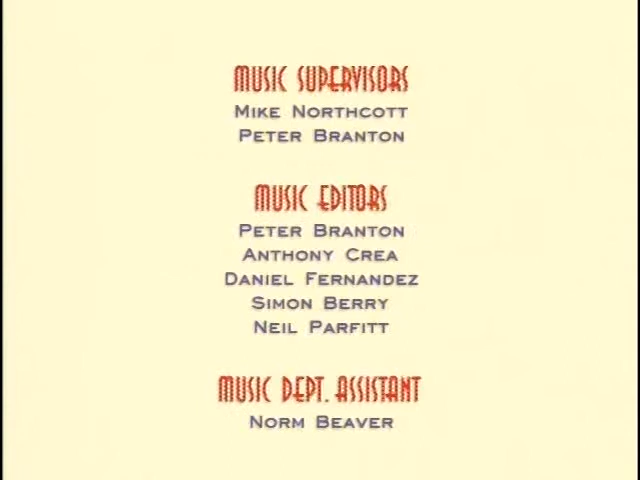 MUSIC SUPERVISORS
MIKE NORTHCOTT
PETER BRANTON
MUSIC EDITORS
PETER BRANTON
ANTHONY CREA
DANIEL FERNANDEZ
SIMON BERRY
NEIL PARFITT
MUSIC DEPT. ASSISTANT
NORM BEAVER